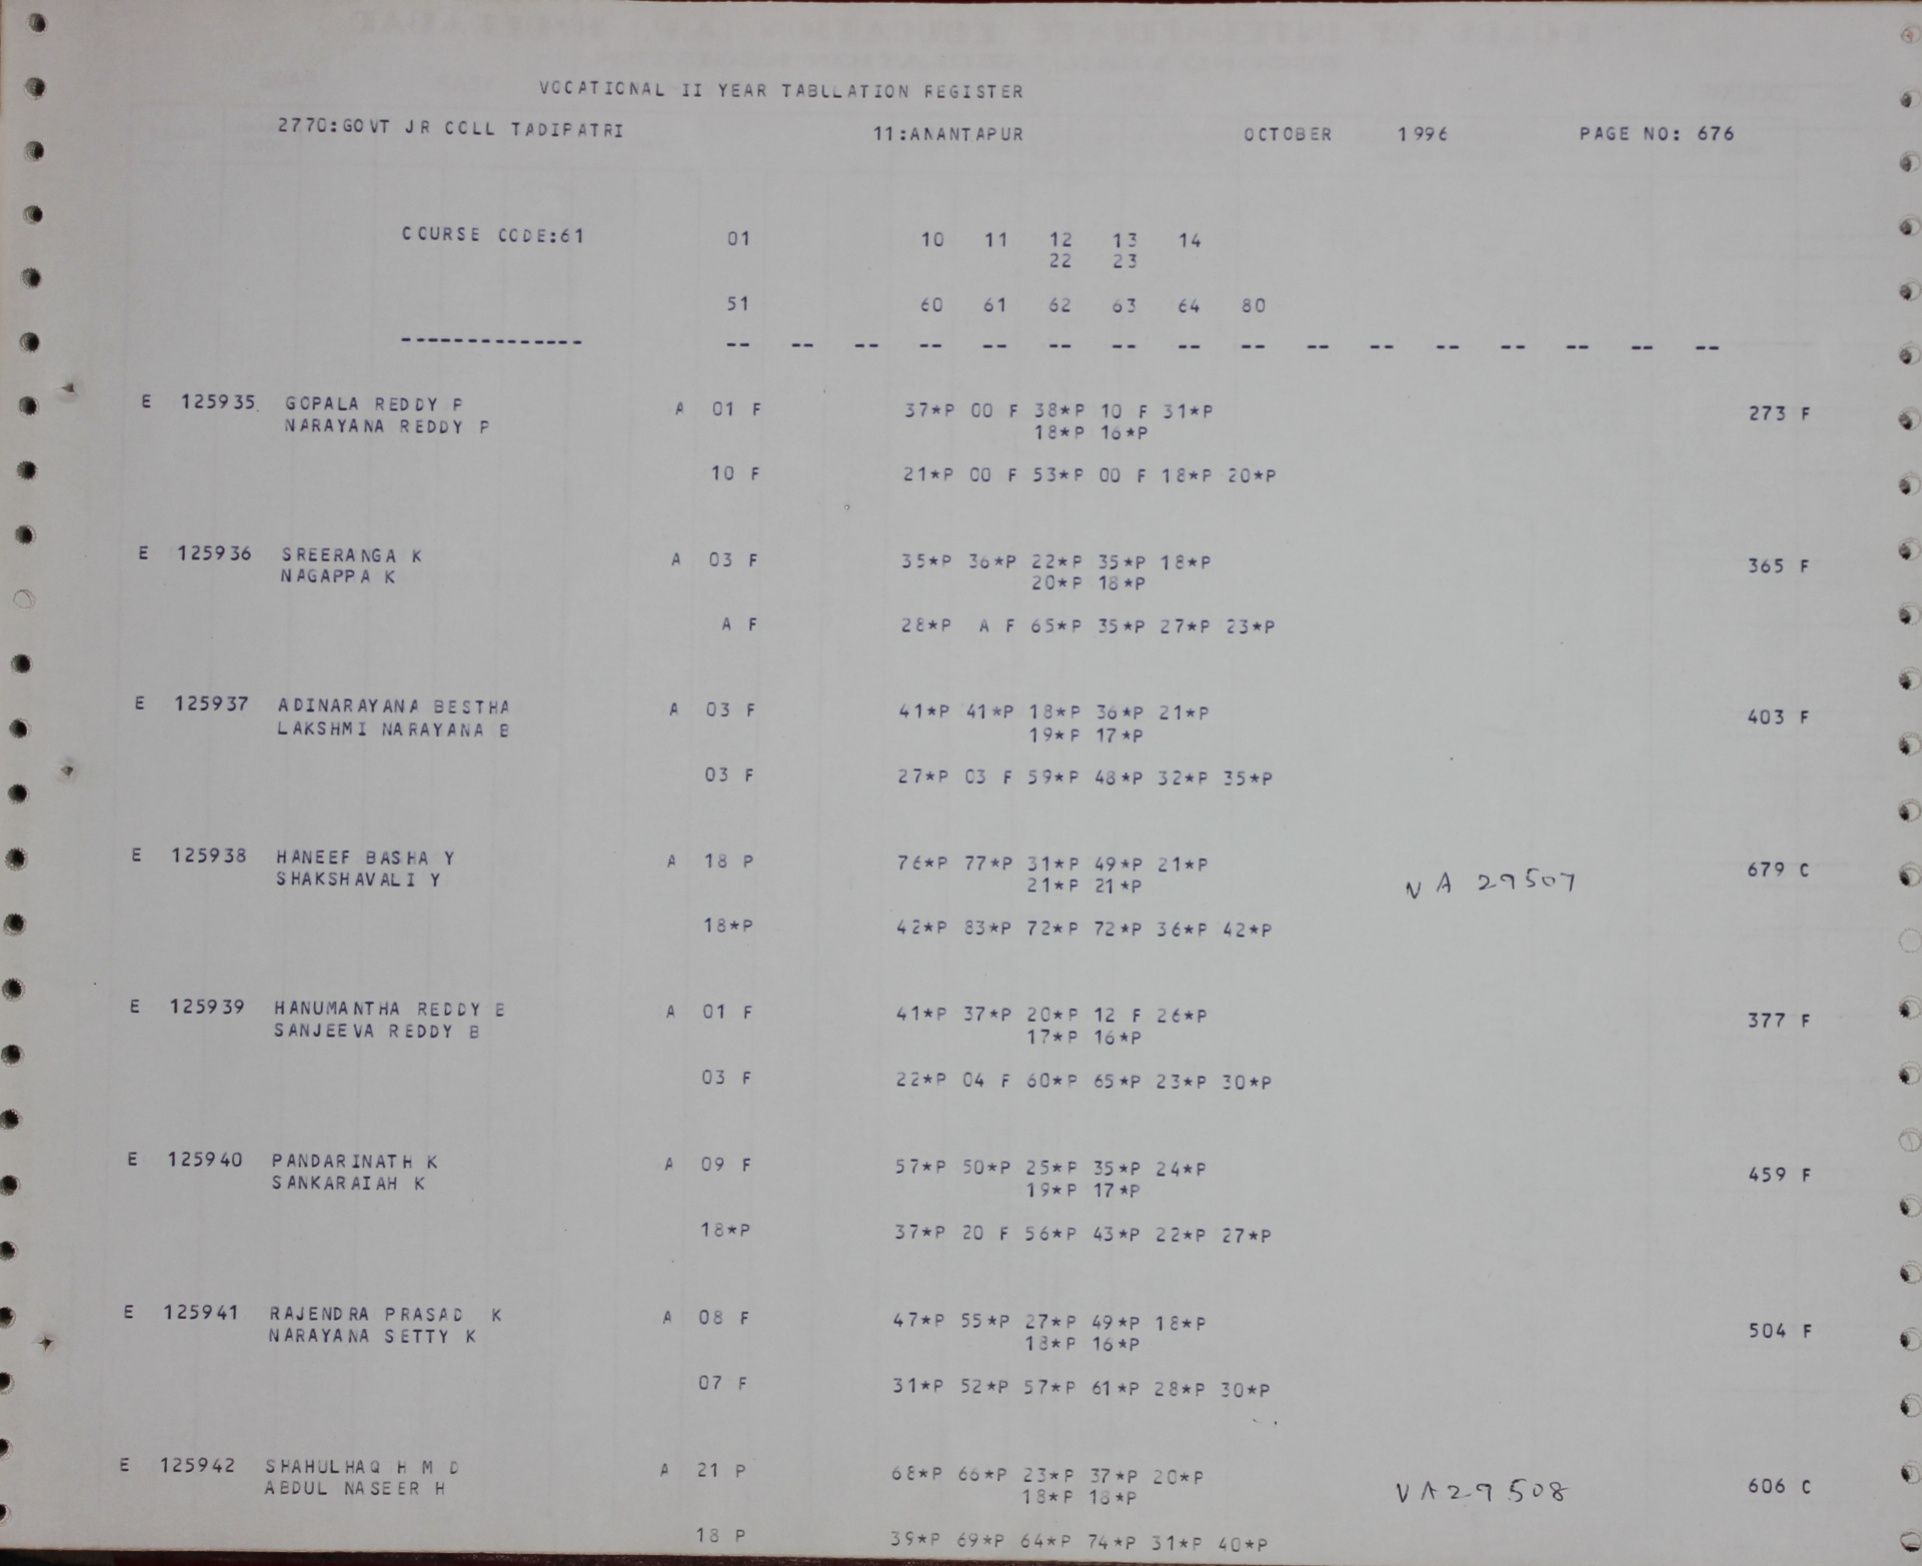 VOCATIONAL II YEAR TABULATION REGISTER
2770:GOVT JR COLL TADIPATRI 11:ANANTAPUR OCTOBER 1996 PAGE NO: 676
COURSE CODE:61 01 10 11 12 13 14
22 23
51 60 61 62 63 64 80
-------------- -- -- -- -- -- -- -- -- -- -- -- -- -- -- -- --
E 125935 GOPALA REDDY P A 01 F 37*P 00 F 38*P 10 F 31*P 273 F
NARAYANA REDDY P 18*P 16*P
10 F 21*P 00 F 53*P 00 F 18*P 20*P
E 125936 SREERANGA K A 03 F 35*P 36*P 22*P 35*P 18*P 365 F
NAGAPPA K 20*P 18*P
A F 28*P A F 65*P 35*P 27*P 23*P
E 125937 ADINARAYANA BESTHA A 03 F 41*P 41*P 18*P 36*P 21*P 403 F
LAKSHMI NARAYANA B 19*P 17*P
03 F 27*P 03 F 59*P 48*P 32*P 35*P
E 125938 HANEEF BASHA Y A 18 P 76*P 77*P 31*P 49*P 21*P 679 C
SHAKSHAVALI Y 21*P 21*P VA 29507
18*P 42*P 83*P 72*P 72*P 36*P 42*P
E 125939 HANUMANTHA REDDY B A 01 F 41*P 37*P 20*P 12 F 26*P 377 F
SANJEEVA REDDY B 17*P 16*P
03 F 22*P 04 F 60*P 65*P 23*P 30*P
E 125940 PANDARINATH K A 09 F 57*P 50*P 25*P 35*P 24*P 459 F
SANKARAIAH K 19*P 17*P
18*P 37*P 20 F 56*P 43*P 22*P 27*P
E 125941 RAJENDRA PRASAD K A 08 F 47*P 55*P 27*P 49*P 18*P 504 F
NARAYANA SETTY K 18*P 16*P
07 F 31*P 52*P 57*P 61*P 28*P 30*P
E 125942 SHAHULHAQ H M D A 21 P 68*P 66*P 23*P 37*P 20*P 606 C
ABDUL NASEER H 18*P 18*P VA29508
18 P 39*P 69*P 64*P 74*P 31*P 40*P